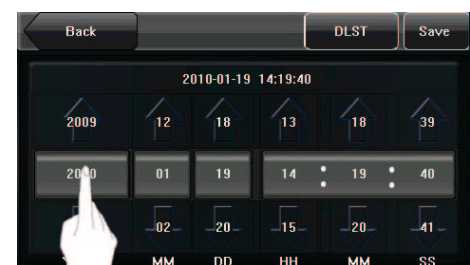 Back DLST Save
2010-01-19 14:19:40
2009 12 18 13 18 39
2010 01 19 14 : 19 : 40
02 20 15 20 41
MM DD HH MM SS